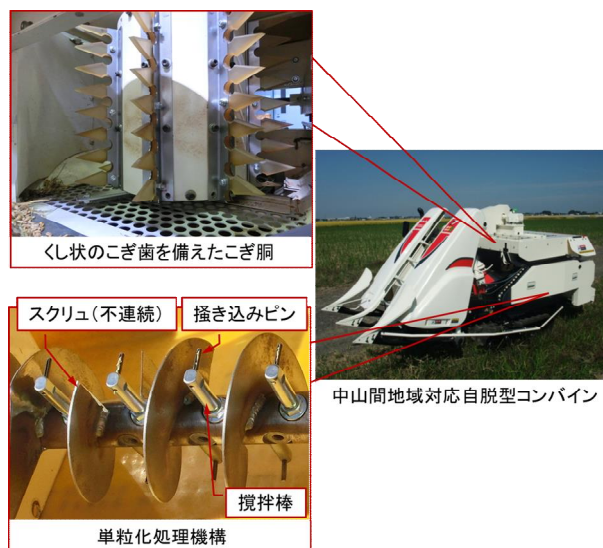 くし状のこぎ歯を備えたこぎ胴
スクリュ(不連続)
掻き込みピン
撹拌棒
単粒化処理機構
中山間地域対応自脱型コンバイン